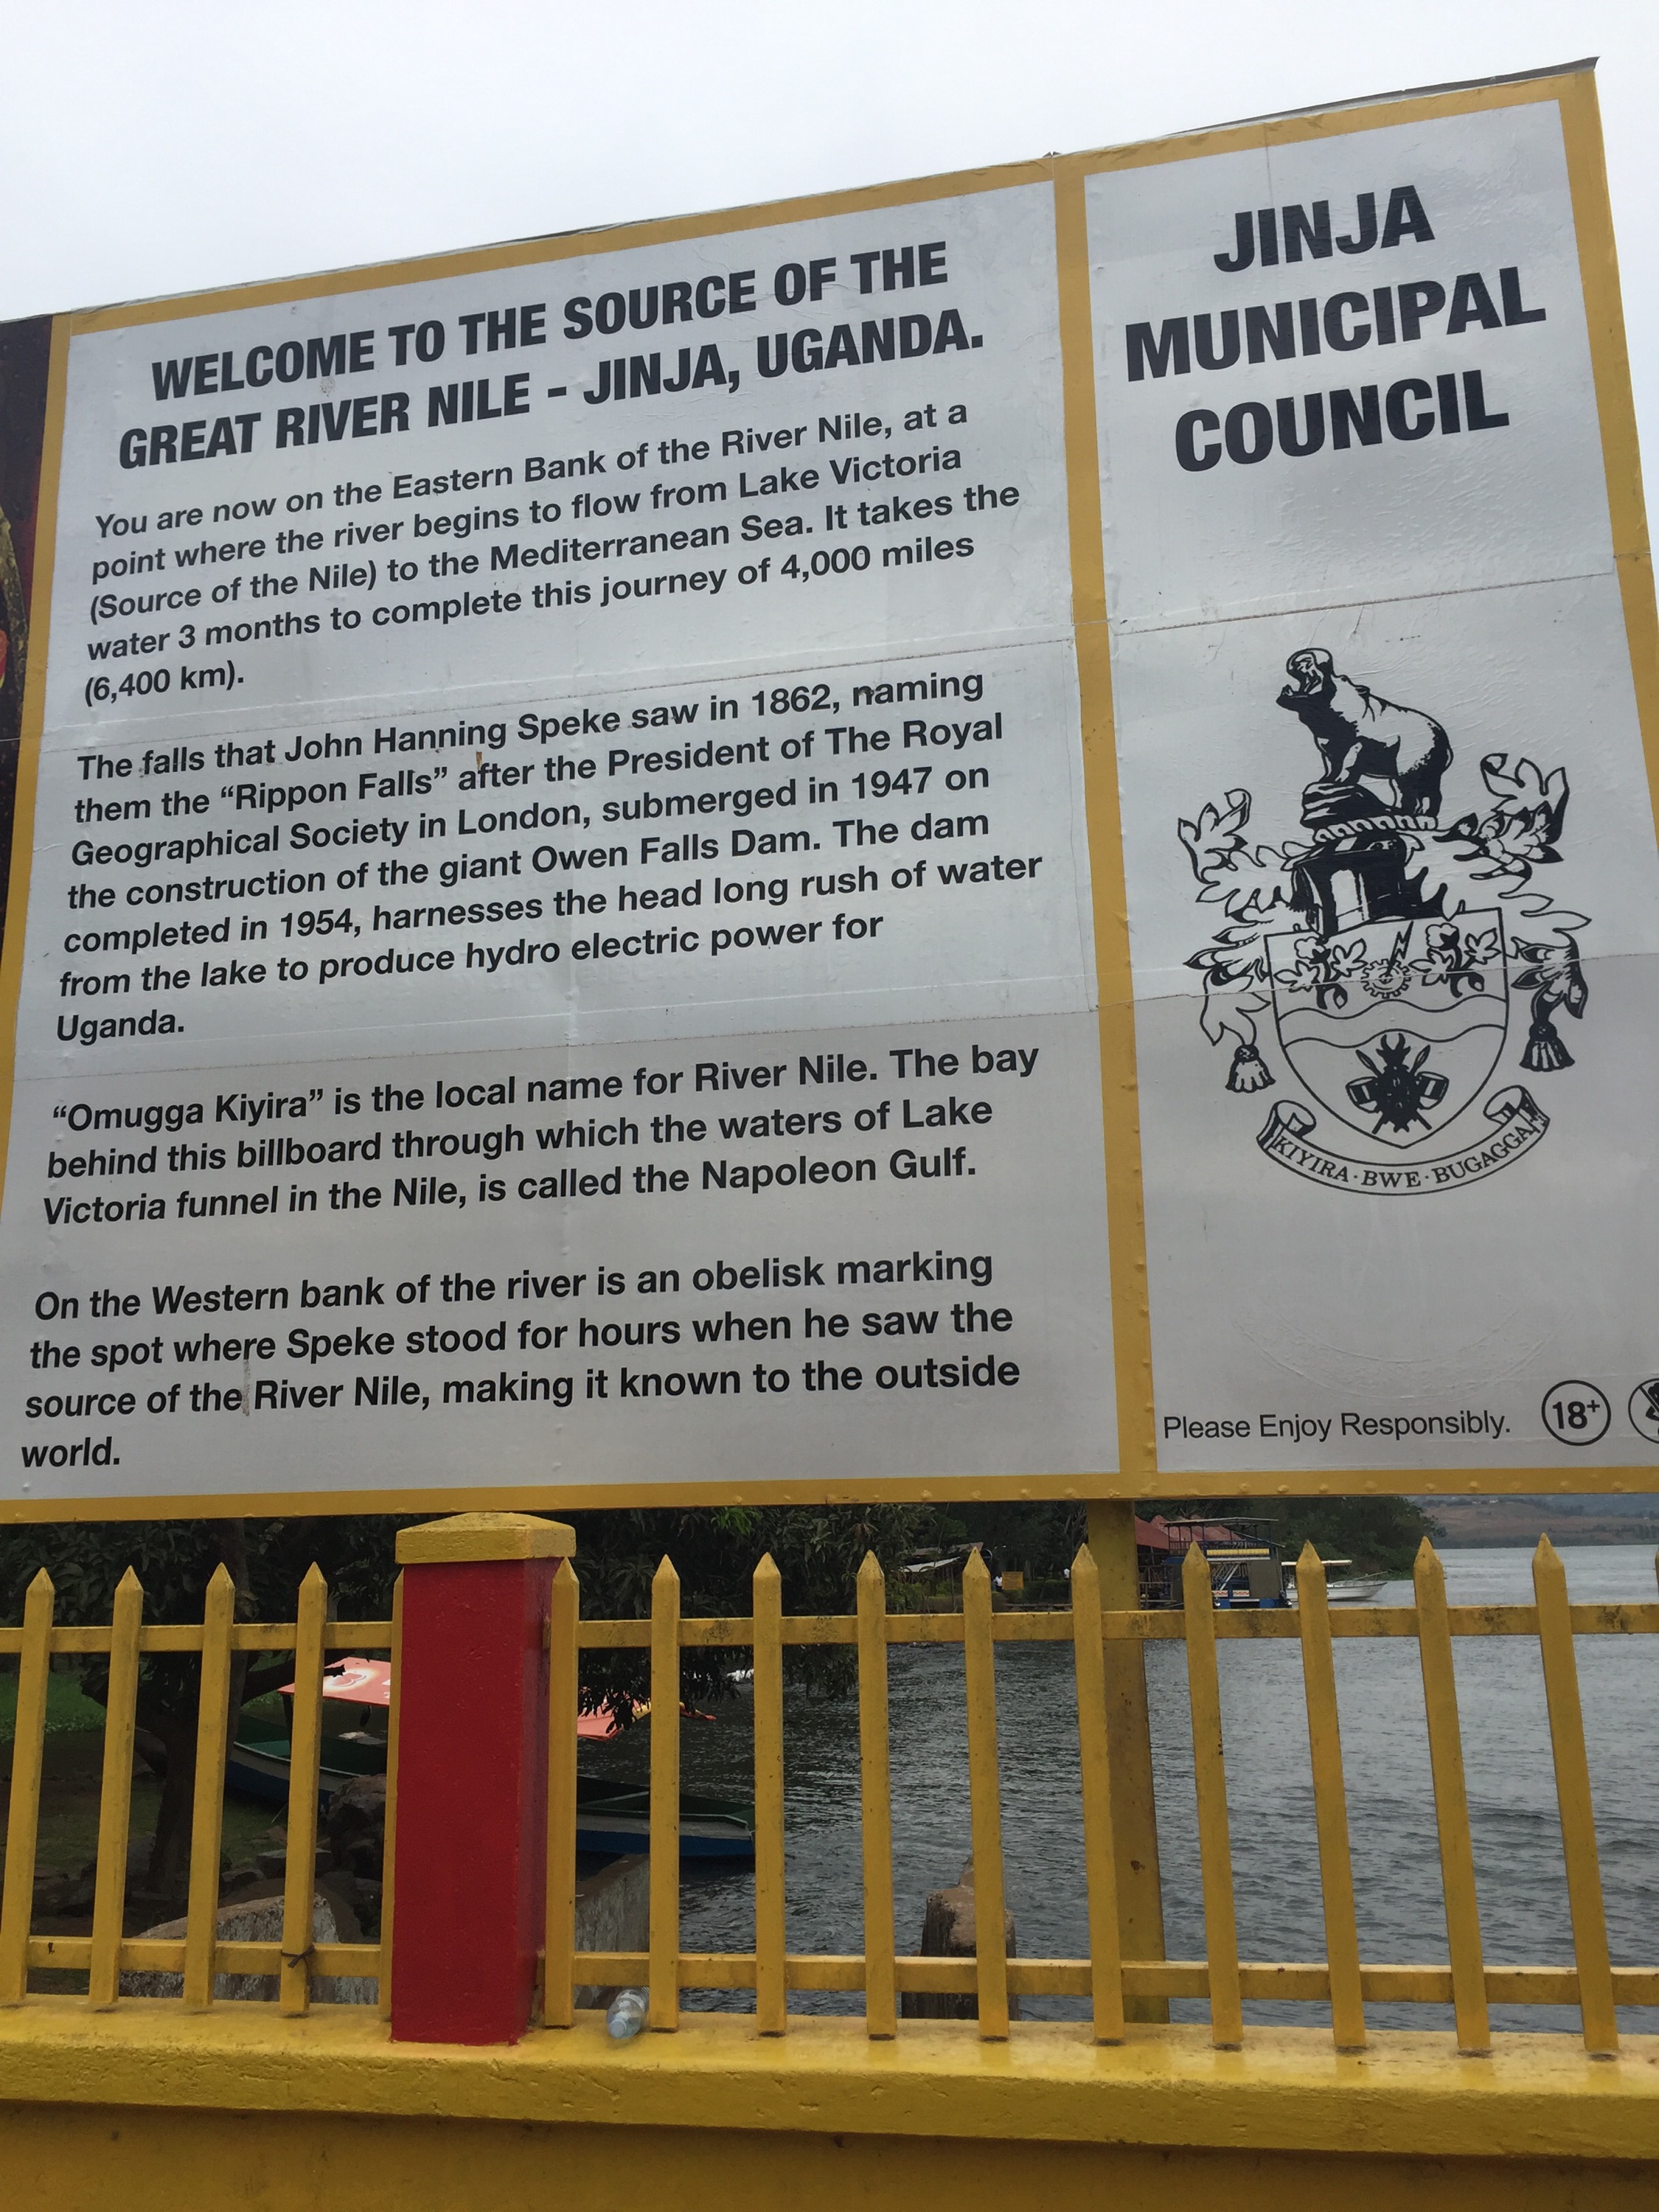 WELCOME TO THE SOURCE OF THE
GREAT RIVER NILE - JINJA, UGANDA.
You are now on the Eastern Bank of the River Nile, at a
point where the river begins to flow from Lake Victoria
(Source of the Nile) to the Mediterranean Sea. It takes the
water 3 months to complete this journey of 4,000 miles
(6,400 km).
The falls that John Hanning Speke saw in 1862, naming
them the “Rippon Falls” after the President of The Royal
Geographical Society in London, submerged in 1947 on
the construction of the giant Owen Falls Dam. The dam
completed in 1954, harnesses the head long rush of water
from the lake to produce hydro electric power for
Uganda.
“Omugga Kiyira” is the local name for River Nile. The bay
behind this billboard through which the waters of Lake
Victoria funnel in the Nile, is called the Napoleon Gulf.
On the Western bank of the river is an obelisk marking
the spot where Speke stood for hours when he saw the
source of the River Nile, making it known to the outside
world.
JINJA
MUNICIPAL
COUNCIL
KIYIRA·BWE·BUGAGGA
Please Enjoy Responsibly.
18+